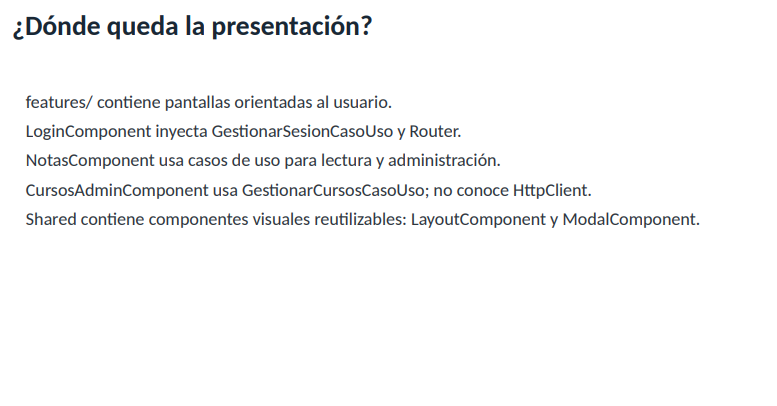 ¿Dónde queda la presentación?
features/ contiene pantallas orientadas al usuario.
LoginComponent inyecta GestionarSesionCasoUso y Router.
NotasComponent usa casos de uso para lectura y administración.
CursosAdminComponent usa GestionarCursosCasoUso; no conoce HttpClient.
Shared contiene componentes visuales reutilizables: LayoutComponent y ModalComponent.